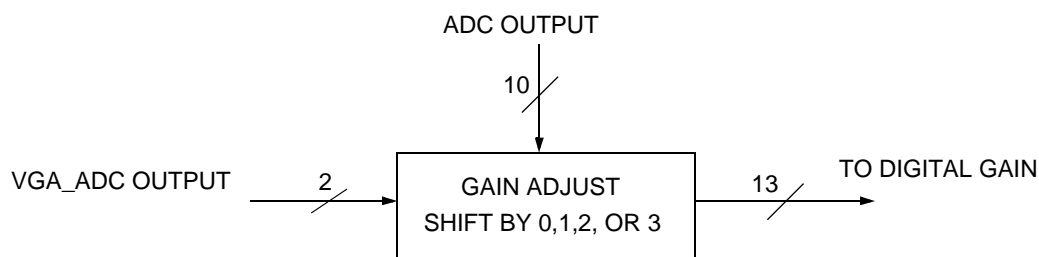 ADC OUTPUT
10
VGA_ADC OUTPUT
2
GAIN ADJUST
SHIFT BY 0,1,2, OR 3
13
TO DIGITAL GAIN